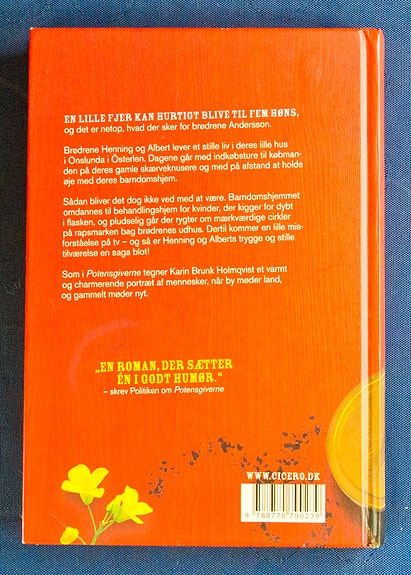 EN LILLE FJER KAN HURTIGT BLIVE TIL FEM HØNS,
og det er netop, hvad der sker for brødrene Andersson.
Brødrene Henning og Albert lever et stille liv i deres lille hus
i Onslunda i Österlen. Dagene går med indkøbsture til købman-
den på deres gamle skærveknusere og med på afstand at holde
øje med deres barndomshjem.
Sådan bliver det dog ikke ved med at være. Barndomshjemmet
omdannes til behandlingshjem for kvinder, der kigger for dybt
i flasken, og pludselig går der rygter om mærkværdige cirkler
på rapsmarken bag brødrenes udhus. Dertil kommer en lille mis-
forståelse på tv – og så er Henning og Alberts trygge og stille
tilværelse en saga blot!
Som i Potensgiverne tegner Karin Brunk Holmqvist et varmt
og charmerende portræt af mennesker, når by møder land,
og gammelt møder nyt.
„EN ROMAN, DER SÆTTER
ÉN I GODT HUMØR.“
– skrev Politiken om Potensgiverne
WWW.CICERO.DK
9 788770 790239